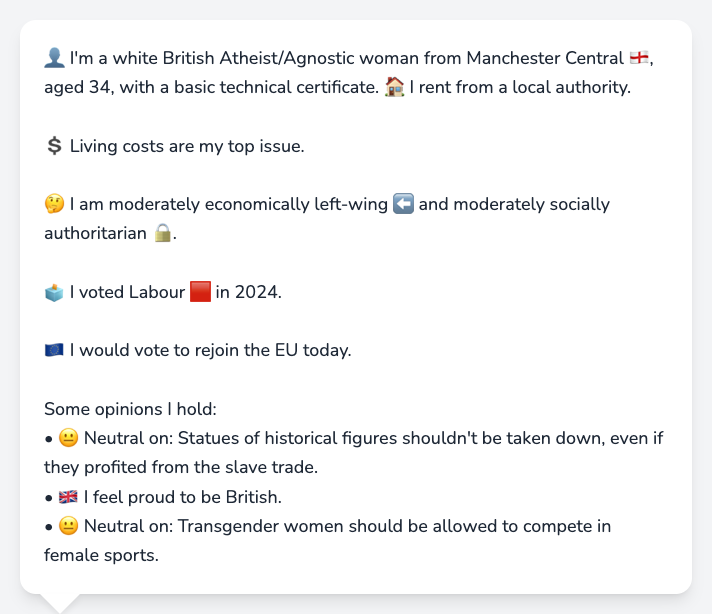 👤 I'm a white British Atheist/Agnostic woman from Manchester Central 🏴󠁧󠁢󠁥󠁮󠁧󠁿,
aged 34, with a basic technical certificate. 🏠 I rent from a local authority.
💲 Living costs are my top issue.
🤔 I am moderately economically left-wing ⬅️ and moderately socially
authoritarian 🔒.
🗳️ I voted Labour 🟥 in 2024.
🇪🇺 I would vote to rejoin the EU today.
Some opinions I hold:
• 😐 Neutral on: Statues of historical figures shouldn't be taken down, even if
they profited from the slave trade.
• 🇬🇧 I feel proud to be British.
• 😐 Neutral on: Transgender women should be allowed to compete in
female sports.